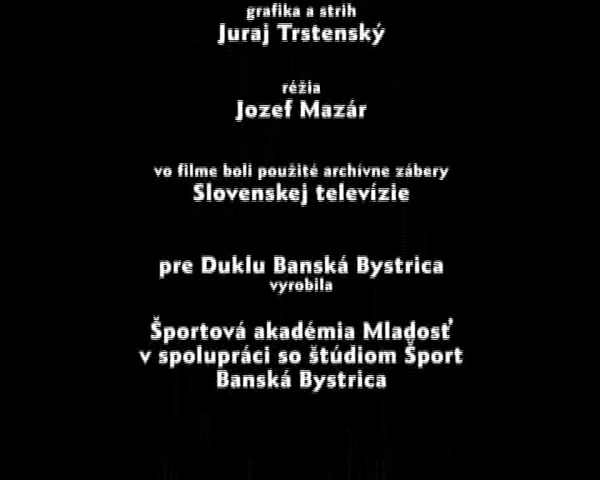 grafika a strih
Juraj Trstenský
réžia
Jozef Mazár
vo filme boli použité archívne zábery
Slovenskej televízie
pre Duklu Banská Bystrica
vyrobila
Športová akadémia Mladosť
v spolupráci so štúdiom Šport
Banská Bystrica